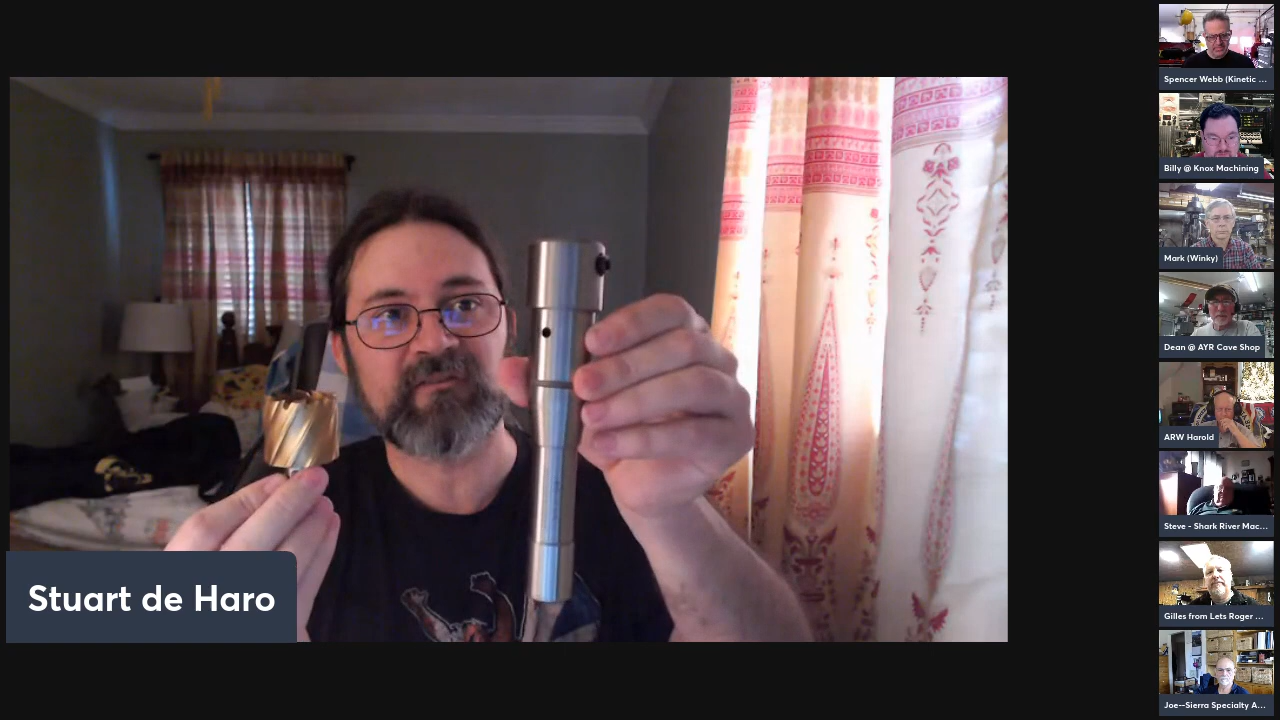 Stuart de Haro
Spencer Webb (Kinetic ...
Billy @ Knox Machining
Mark (Winky)
Dean @ AYR Cave Shop
ARW Harold
Steve - Shark River Mac...
Gilles from Lets Roger ...
Joe--Sierra Specialty A...